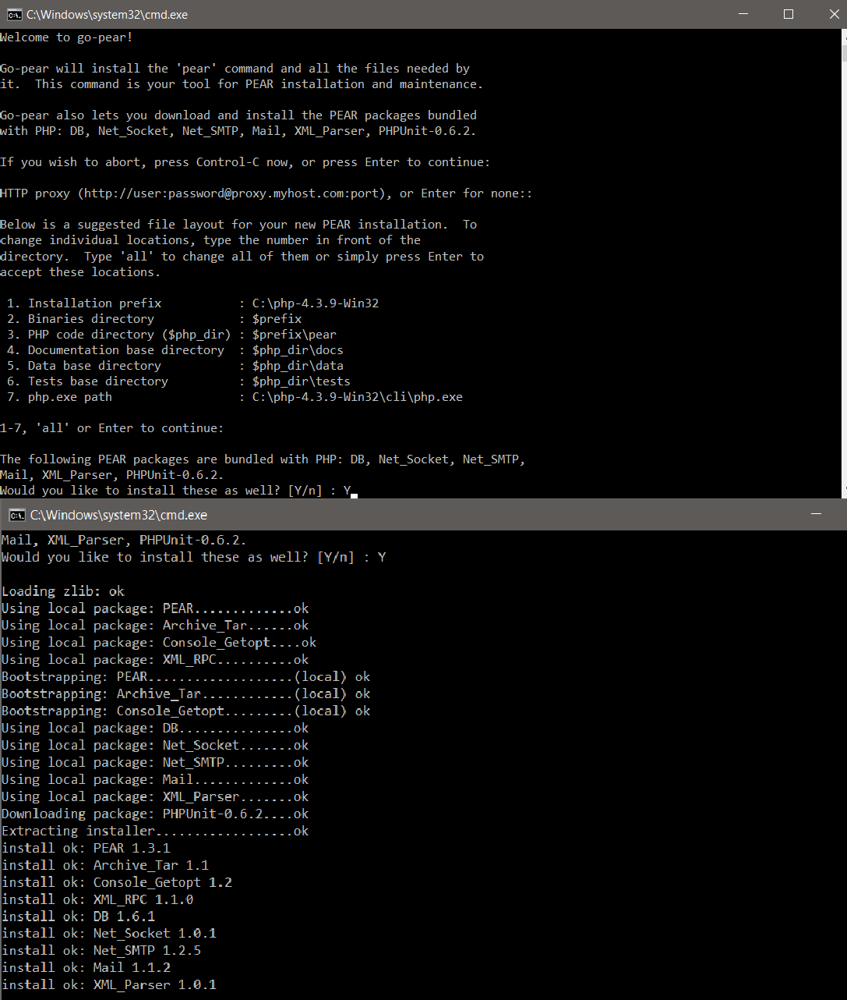 C:\Windows\system32\cmd.exe
Welcome to go-pear!
Go-pear will install the 'pear' command and all the files needed by
it.  This command is your tool for PEAR installation and maintenance.
Go-pear also lets you download and install the PEAR packages bundled
with PHP: DB, Net_Socket, Net_SMTP, Mail, XML_Parser, PHPUnit-0.6.2.
If you wish to abort, press Control-C now, or press Enter to continue:
HTTP proxy (http://user:password@proxy.myhost.com:port), or Enter for none::
Below is a suggested file layout for your new PEAR installation.  To
change individual locations, type the number in front of the
directory.  Type 'all' to change all of them or simply press Enter to
accept these locations.
1. Installation prefix           : C:\php-4.3.9-Win32
2. Binaries directory            : $prefix
3. PHP code directory ($php_dir) : $prefix\pear
4. Documentation base directory  : $php_dir\docs
5. Data base directory           : $php_dir\data
6. Tests base directory          : $php_dir\tests
7. php.exe path                  : C:\php-4.3.9-Win32\cli\php.exe
1-7, 'all' or Enter to continue:
The following PEAR packages are bundled with PHP: DB, Net_Socket, Net_SMTP,
Mail, XML_Parser, PHPUnit-0.6.2.
Would you like to install these as well? [Y/n] : Y
C:\Windows\system32\cmd.exe
Mail, XML_Parser, PHPUnit-0.6.2.
Would you like to install these as well? [Y/n] : Y
Loading zlib: ok
Using local package: PEAR.............ok
Using local package: Archive_Tar......ok
Using local package: Console_Getopt....ok
Using local package: XML_RPC..........ok
Bootstrapping: PEAR...................(local) ok
Bootstrapping: Archive_Tar............(local) ok
Bootstrapping: Console_Getopt.........(local) ok
Using local package: DB...............ok
Using local package: Net_Socket.......ok
Using local package: Net_SMTP.........ok
Using local package: Mail.............ok
Using local package: XML_Parser.......ok
Downloading package: PHPUnit-0.6.2....ok
Extracting installer..................ok
install ok: PEAR 1.3.1
install ok: Archive_Tar 1.1
install ok: Console_Getopt 1.2
install ok: XML_RPC 1.1.0
install ok: DB 1.6.1
install ok: Net_Socket 1.0.1
install ok: Net_SMTP 1.2.5
install ok: Mail 1.1.2
install ok: XML_Parser 1.0.1